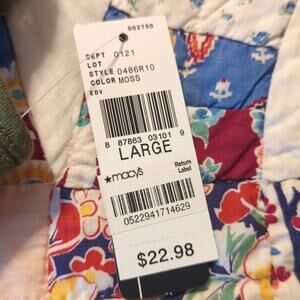 002750
DEPT 0121
LOT
STYLE 0486R10
COLOR MOSS
EDV
8 87863 03101 9
LARGE
★macy's
Return
Label
0522941714629
$22.98